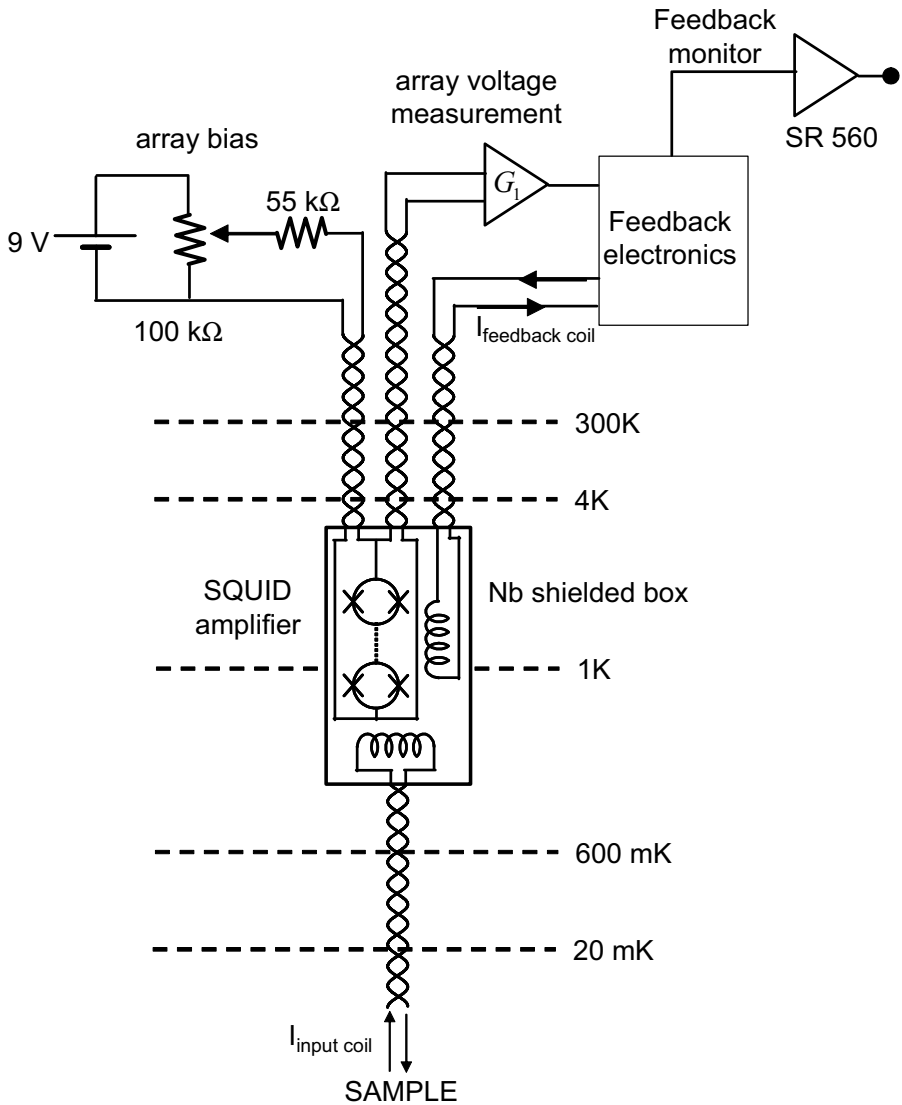 Feedback
monitor
SR 560
array voltage
measurement
array bias
G1
55 kΩ
9 V
Feedback
electronics
100 kΩ
Ifeedback coil
300K
4K
SQUID
amplifier
Nb shielded box
1K
600 mK
20 mK
Iinput coil
SAMPLE